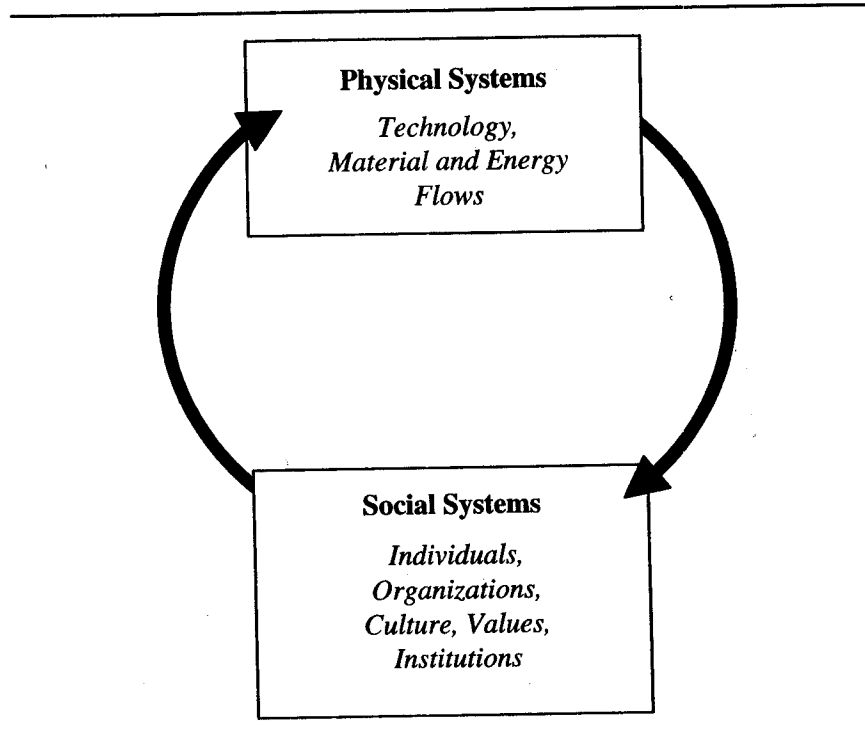 Physical Systems
Technology,
Material and Energy
Flows
Social Systems
Individuals,
Organizations,
Culture, Values,
Institutions